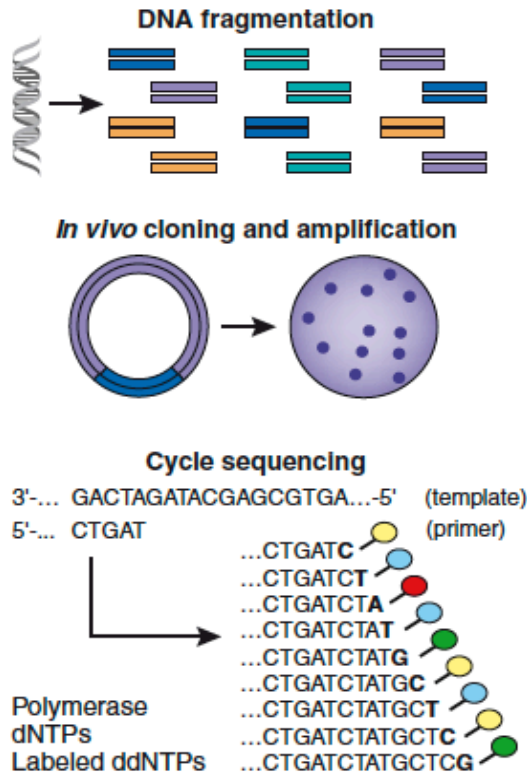 DNA fragmentation
In vivo cloning and amplification
Cycle sequencing
3'-... GACTAGATACGAGCGTGA...-5' (template)
5'-... CTGAT (primer)
...CTGATC
...CTGATCT
...CTGATCTA
...CTGATCTAT
...CTGATCTATG
...CTGATCTATGC
...CTGATCTATGCT
...CTGATCTATGCTC
...CTGATCTATGCTCG
Polymerase
dNTPs
Labeled ddNTPs